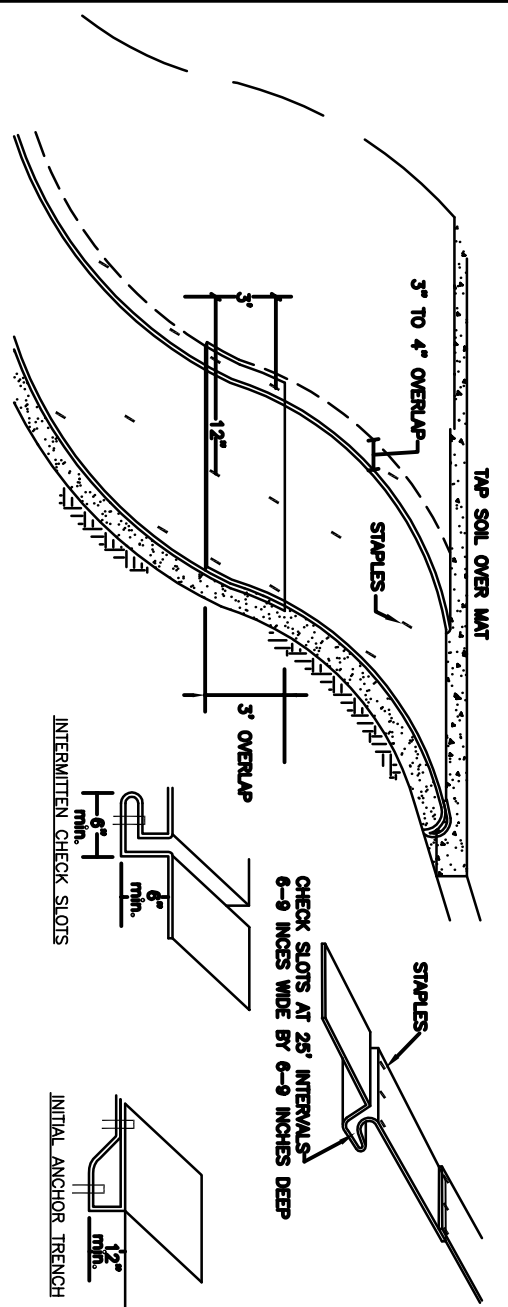 TAP SOIL OVER MAT
3" TO 4" OVERLAP
STAPLES
3'
12"
3' OVERLAP
STAPLES
CHECK SLOTS AT 25' INTERVALS
6-9 INCES WIDE BY 6-9 INCHES DEEP
6"
min.
6"
min.
INTERMITTEN CHECK SLOTS
12"
min.
INITIAL ANCHOR TRENCH